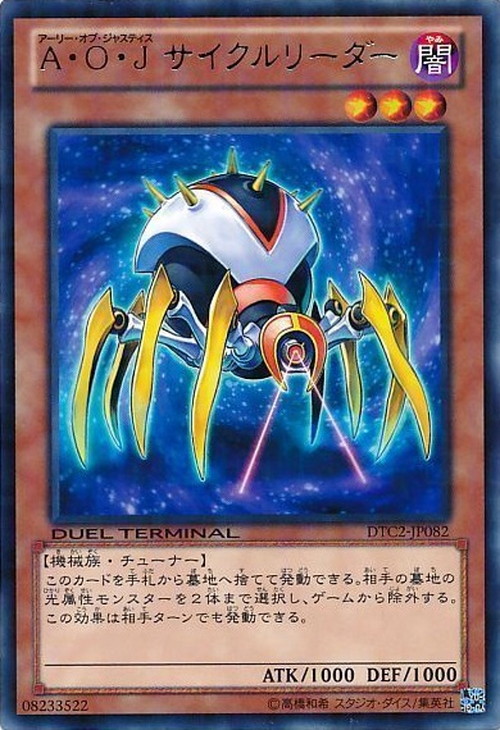 アーリー・オブ・ジャスティス
A・O・J サイクルリーダー
やみ
闇
DUEL TERMINAL
DTC2-JP082
【機械族・チューナー】
このカードを手札から墓地へ捨てて発動できる。相手の墓地の
光属性モンスターを2体まで選択し、ゲームから除外する。
この効果は相手ターンでも発動できる。
ATK/1000 DEF/1000
08233522
©高橋和希 スタジオ・ダイス/集英社